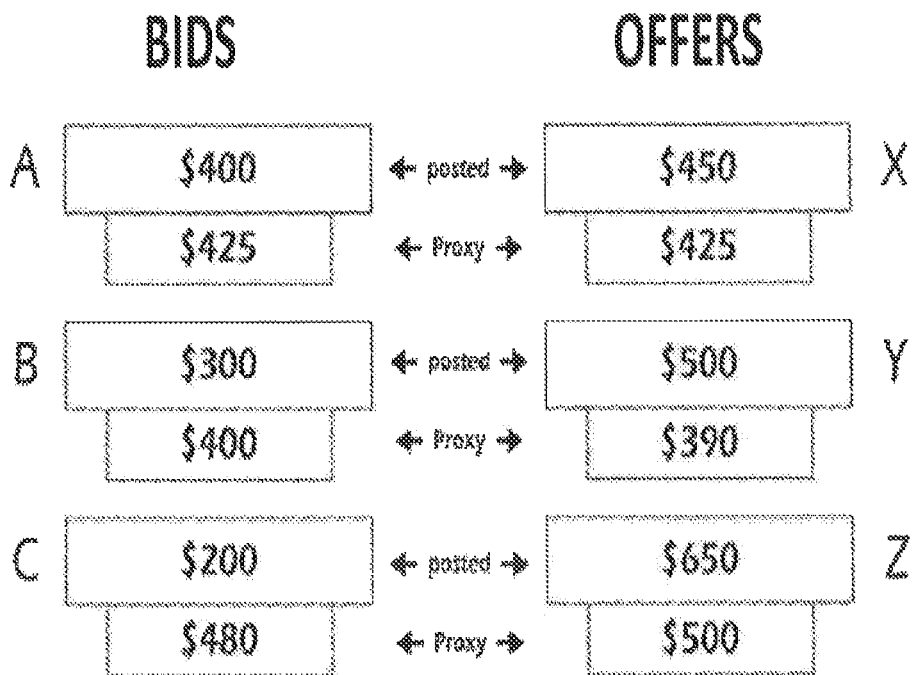 BIDS OFFERS
A $400 ← posted → $450 X
$425 ← Proxy → $425
B $300 ← posted → $500 Y
$400 ← Proxy → $390
C $200 ← posted → $650 Z
$480 ← Proxy → $500